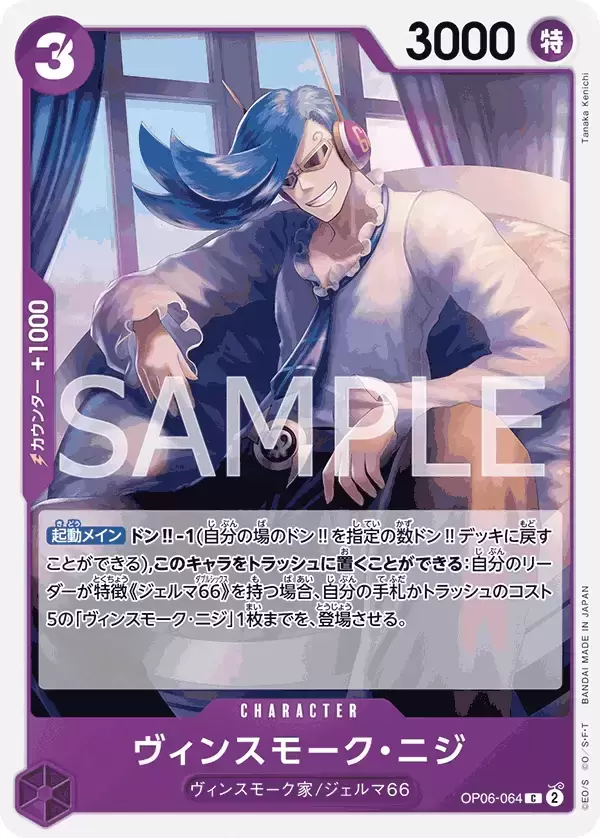 3
3000
特
Tanaka Kenichi
カウンター +1000
SAMPLE
起動メイン ドン!!-1(自分の場のドン!!を指定の数ドン!!デッキに戻す
ことができる),このキャラをトラッシュに置くことができる:自分のリー
ダーが特徴《ジェルマ66》を持つ場合、自分の手札かトラッシュのコスト
5の「ヴィンスモーク・ニジ」1枚までを、登場させる。
CHARACTER
ヴィンスモーク・ニジ
ヴィンスモーク家/ジェルマ66
OP06-064 C 2
©E.O/S ©O/S・F・T BANDAI MADE IN JAPAN